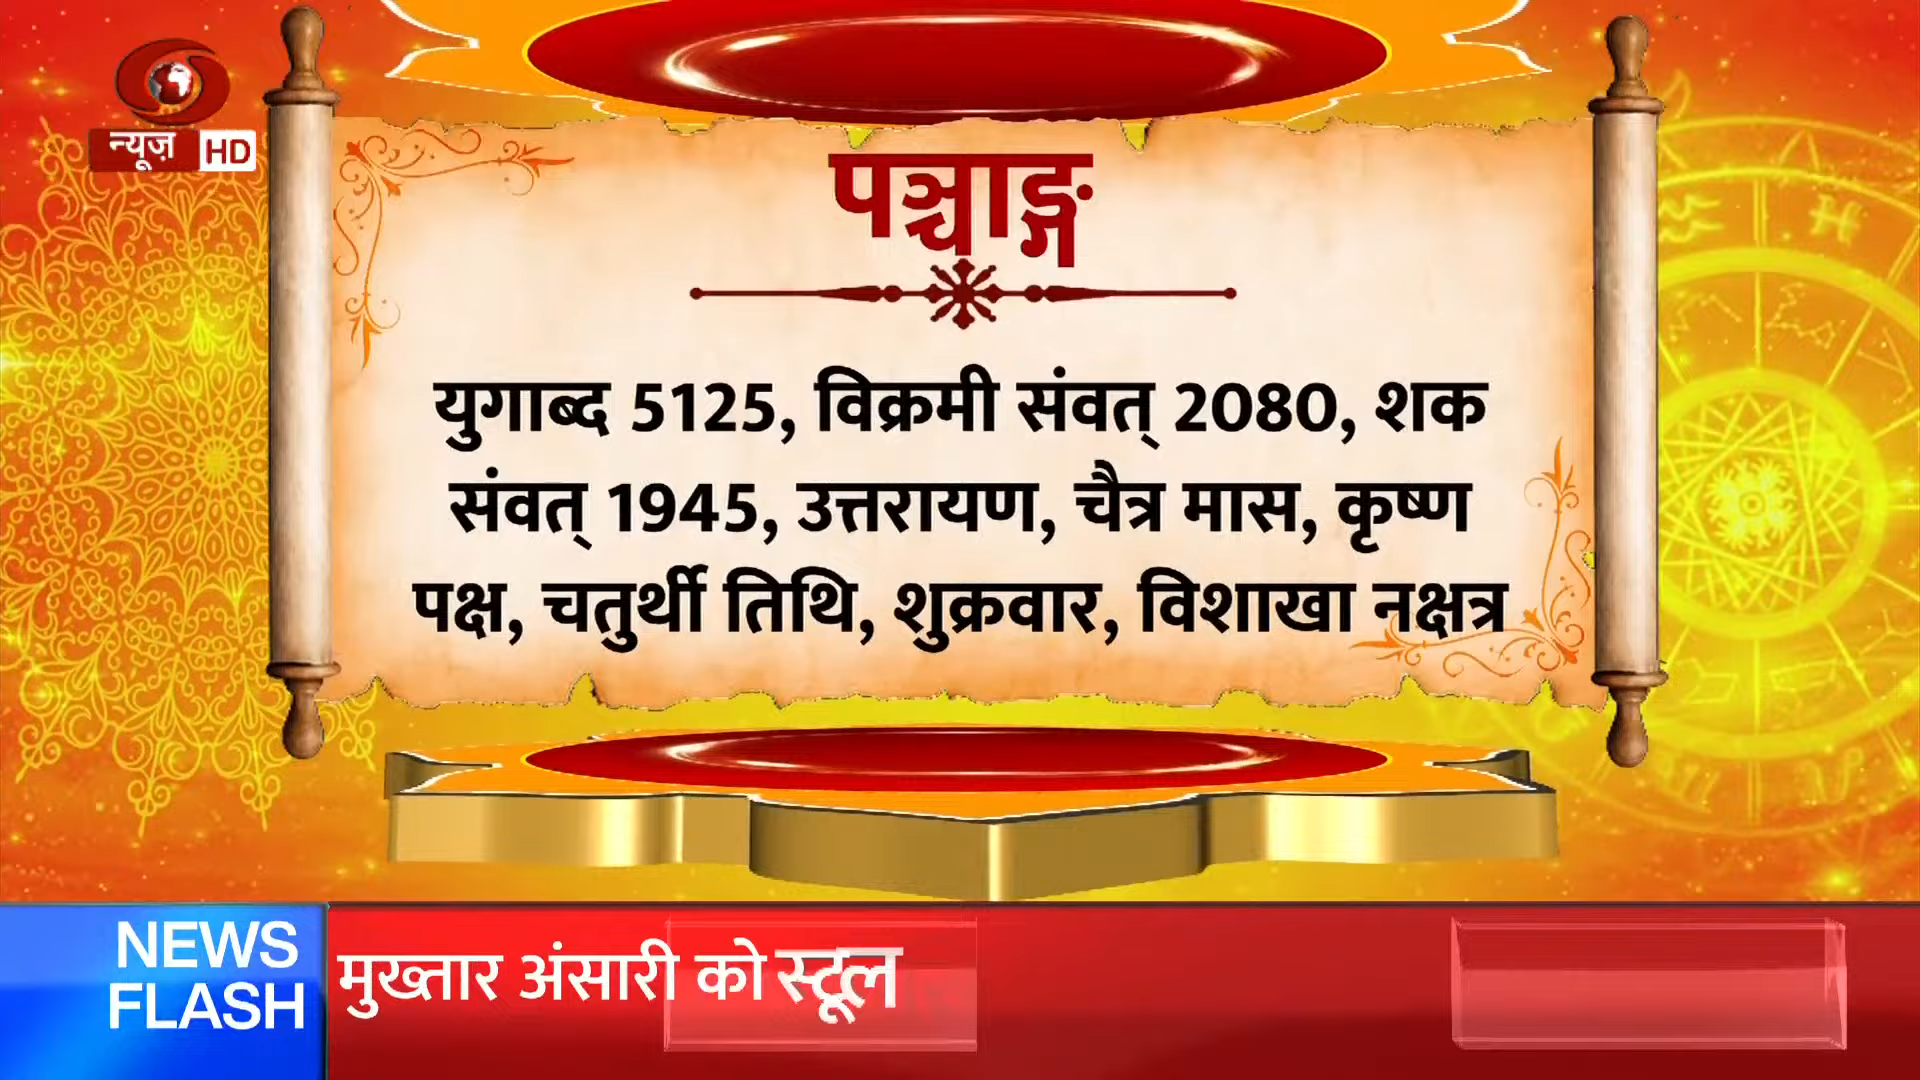 न्यूज़ HD
पञ्चाङ्ग
युगाब्द 5125, विक्रमी संवत् 2080, शक
संवत् 1945, उत्तरायण, चैत्र मास, कृष्ण
पक्ष, चतुर्थी तिथि, शुक्रवार, विशाखा नक्षत्र
NEWS
FLASH
मुख्तार अंसारी को स्टूल